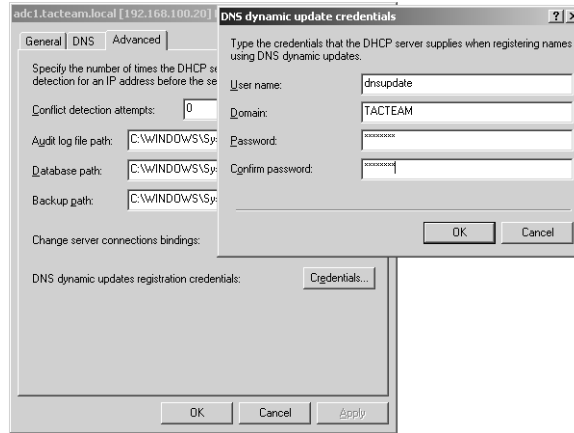 adc1.tacteam.local [192.168.100.20]
General DNS Advanced
Specify the number of times the DHCP
detection for an IP address before the
Conflict detection attempts: 0
Audit log file path: C:\WINDOWS\Sy
Database path: C:\WINDOWS\Sy
Backup path: C:\WINDOWS\Sy
Change server connections bindings:
DNS dynamic updates registration credentials: Credentials...
OK Cancel Apply
DNS dynamic update credentials
Type the credentials that the DHCP server supplies when registering names
using DNS dynamic updates.
User name: dnsupdate
Domain: TACTEAM
Password: ********
Confirm password: ********
OK Cancel